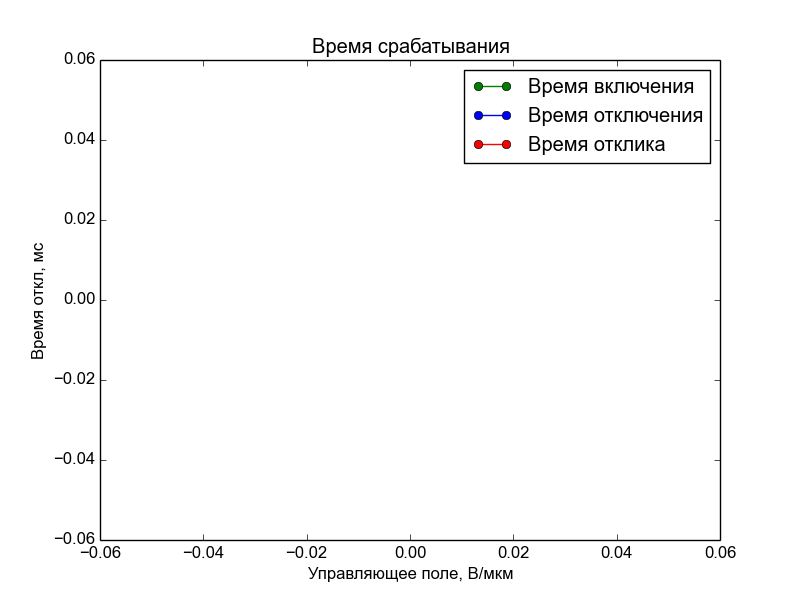 Время срабатывания
0.06
0.04
0.02
0.00
−0.02
−0.04
−0.06
Время откл, мс
Время включения
Время отключения
Время отклика
−0.06 −0.04 −0.02 0.00 0.02 0.04 0.06
Управляющее поле, В/мкм